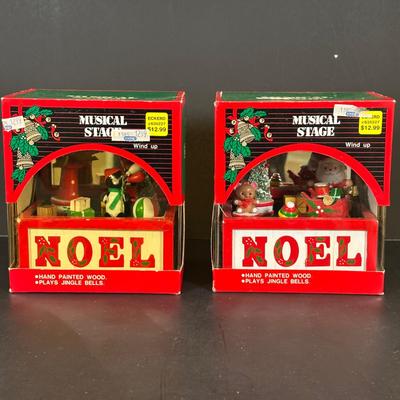 MUSICAL
STAGE
Wind up
ECKERD
$12.99
NOEL
•HAND PAINTED WOOD.
•PLAYS JINGLE BELLS.
MUSICAL
STAGE
Wind up
$12.99
NOEL
•HAND PAINTED WOOD.
•PLAYS JINGLE BELLS.